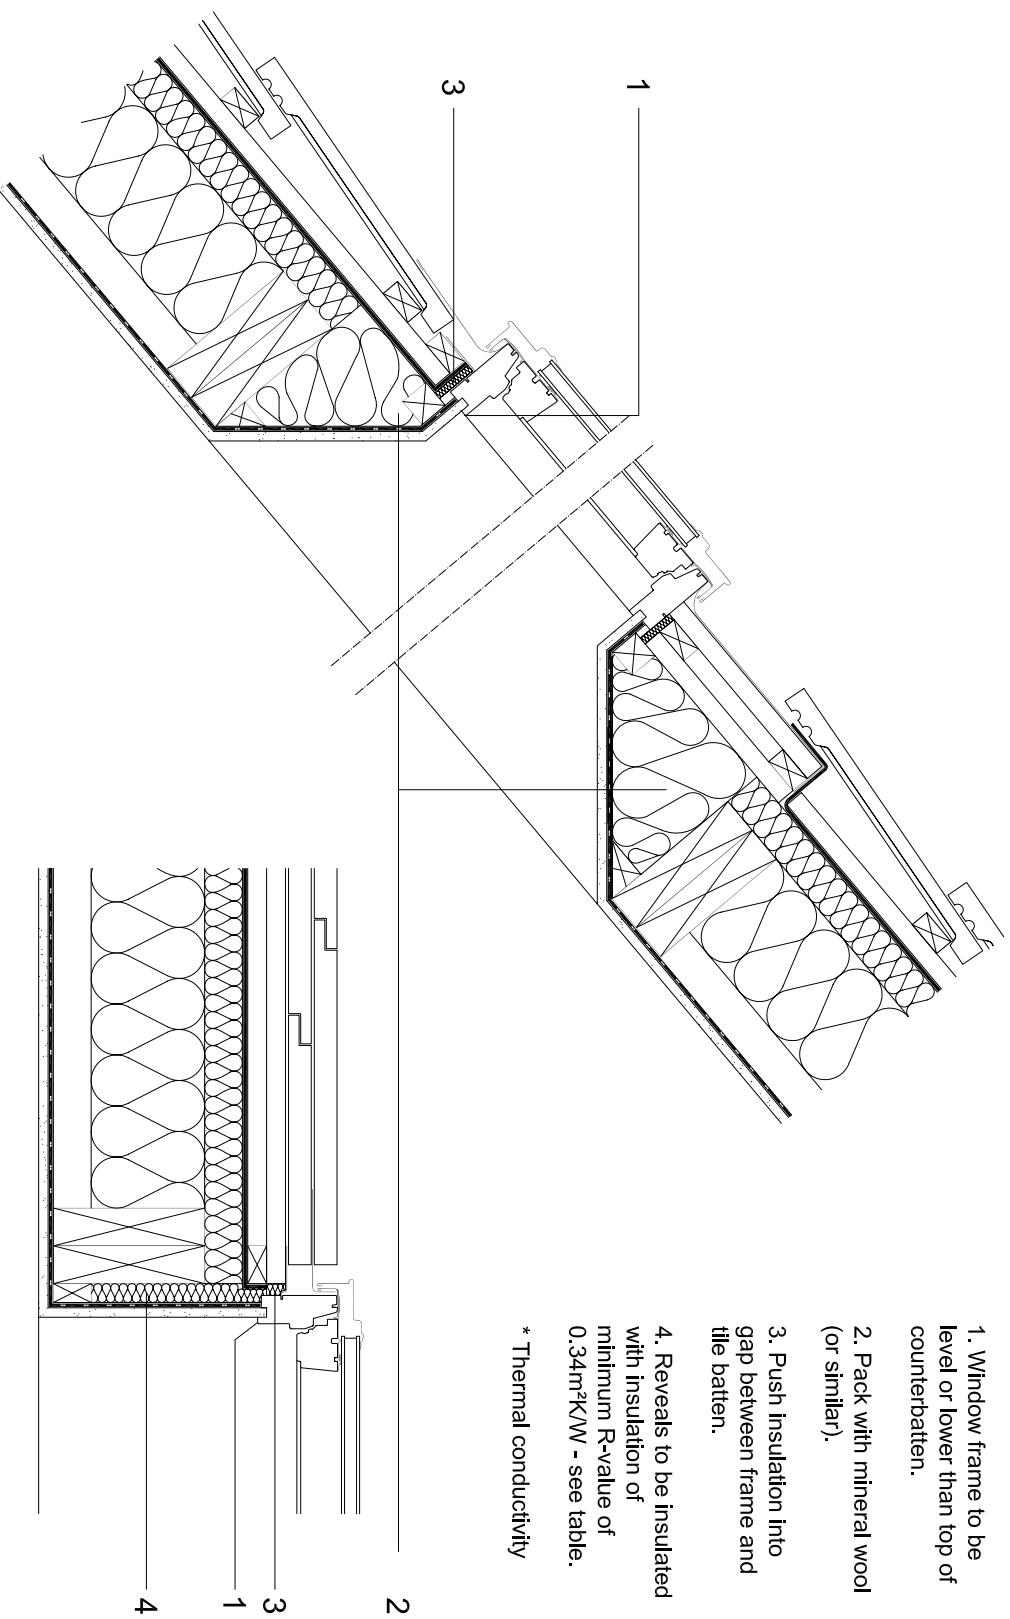 1. Window frame to be
level or lower than top of
counterbatten.
2. Pack with mineral wool
(or similar).
3. Push insulation into
gap between frame and
tile batten.
4. Reveals to be insulated
with insulation of
minimum R-value of
0.34m²K/W - see table.
* Thermal conductivity
1
3
2
3
1
4